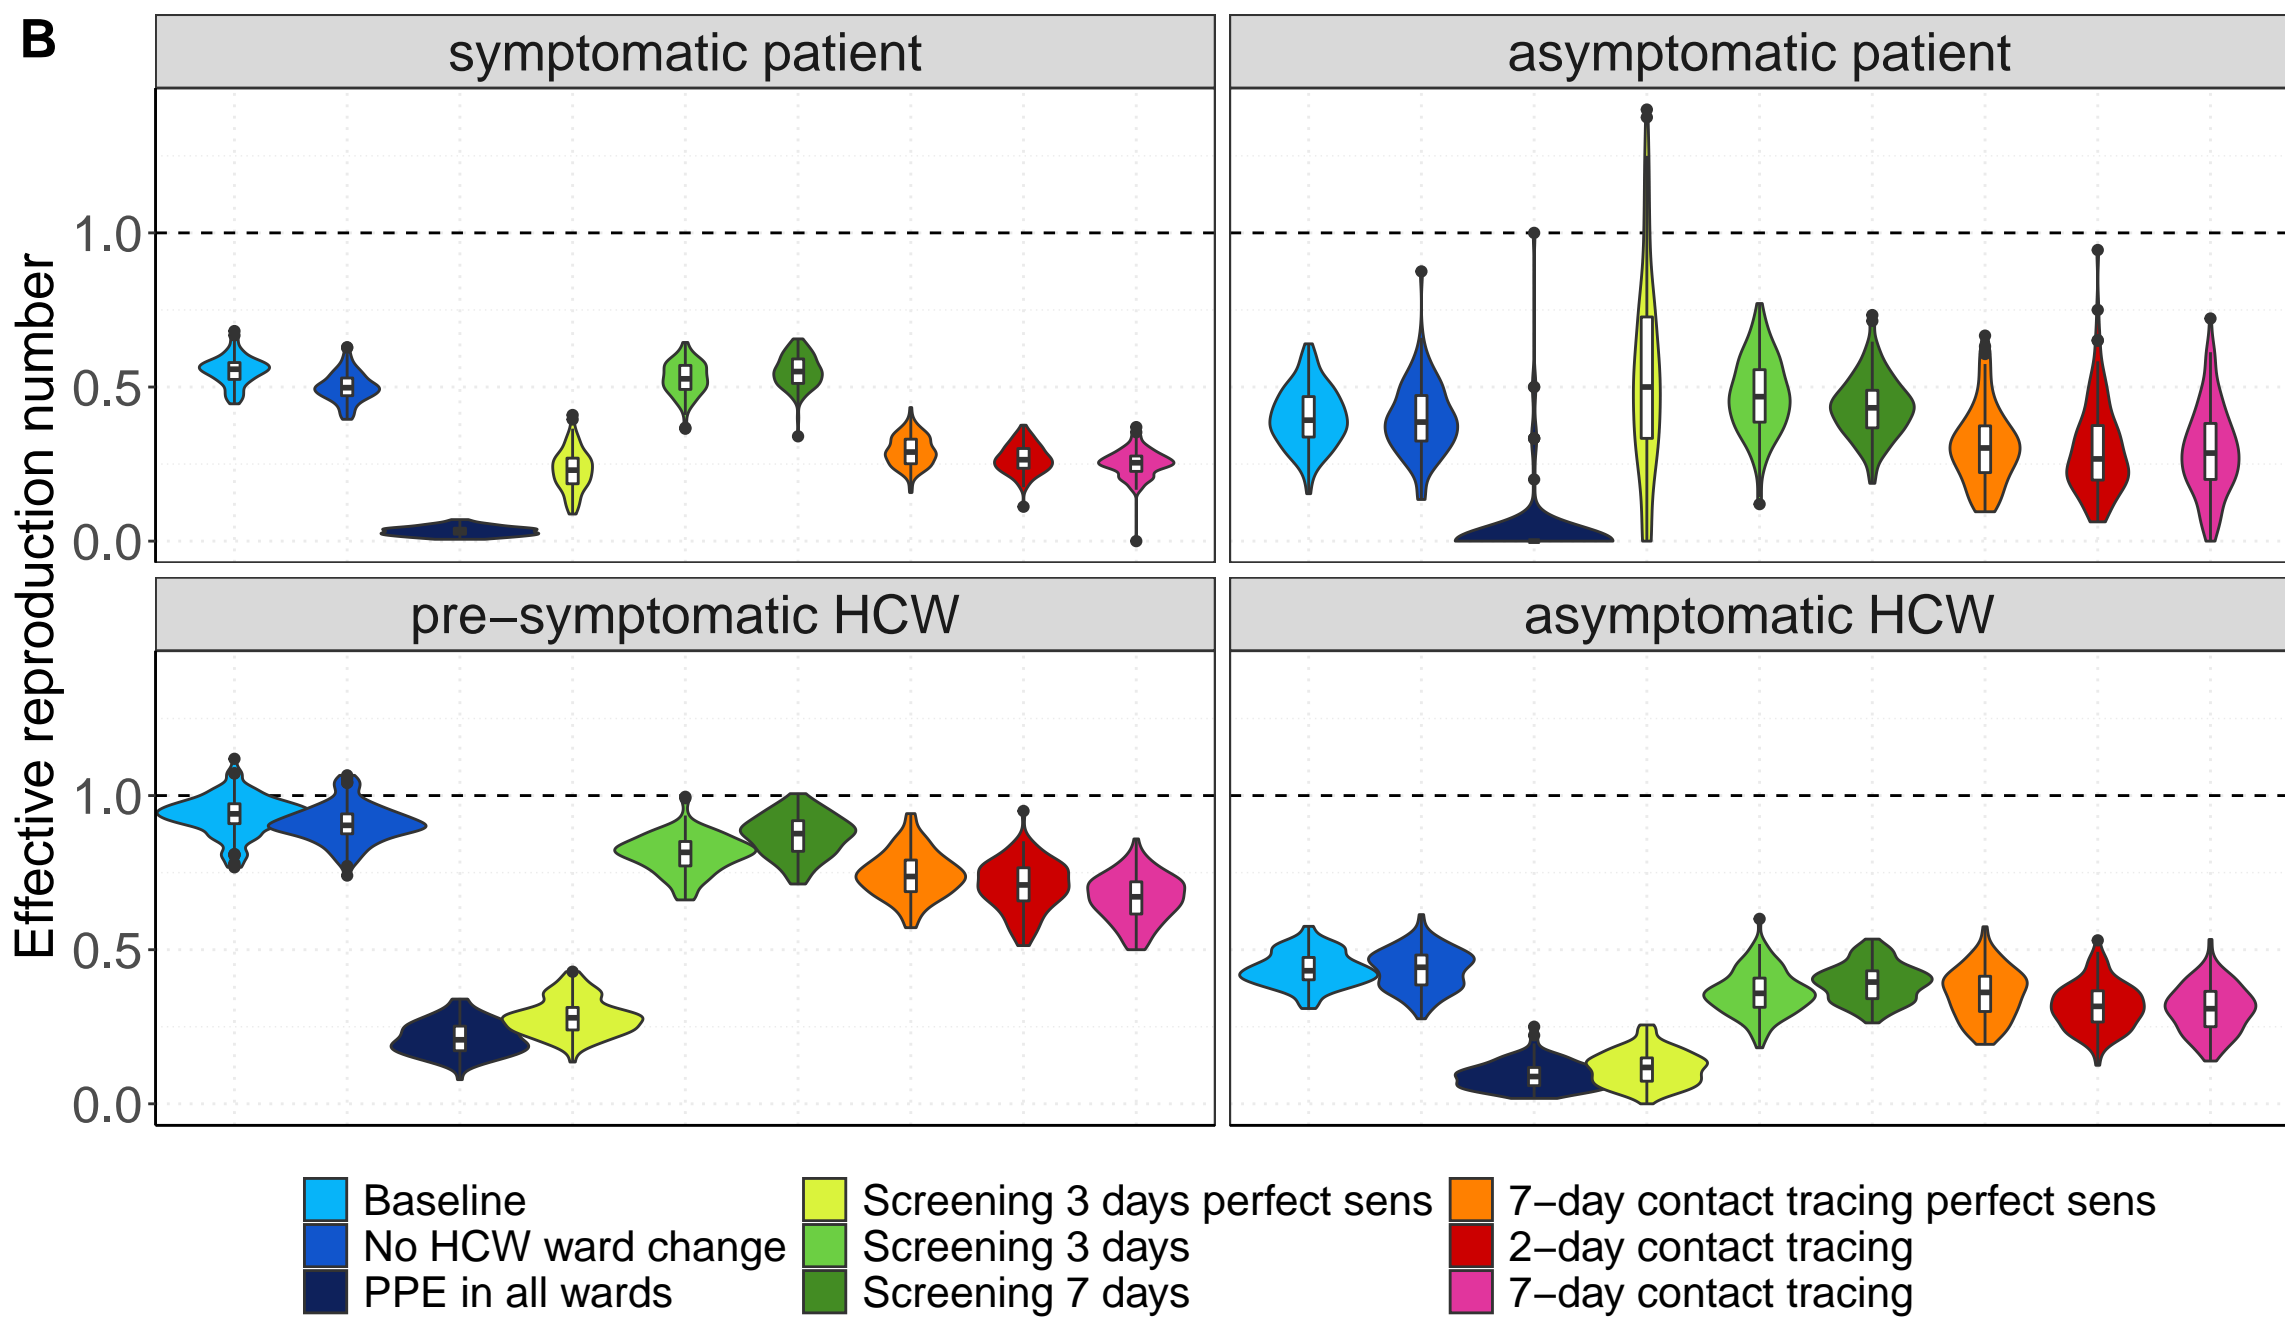 B
symptomatic patient
asymptomatic patient
1.0
0.5
0.0
pre−symptomatic HCW
asymptomatic HCW
1.0
0.5
0.0
Effective reproduction number
Baseline
No HCW ward change
PPE in all wards
Screening 3 days perfect sens
Screening 3 days
Screening 7 days
7−day contact tracing perfect sens
2−day contact tracing
7−day contact tracing